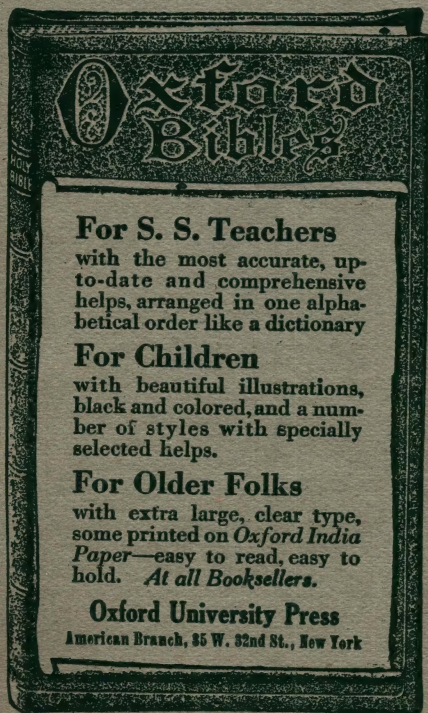 Oxford
Bibles
HOLY
BIBLE
For S. S. Teachers
with the most accurate, up-
to-date and comprehensive
helps, arranged in one alpha-
betical order like a dictionary
For Children
with beautiful illustrations,
black and colored, and a num-
ber of styles with specially
selected helps.
For Older Folks
with extra large, clear type,
some printed on Oxford India
Paper—easy to read, easy to
hold. At all Booksellers.
Oxford University Press
American Branch, 35 W. 32nd St., New York